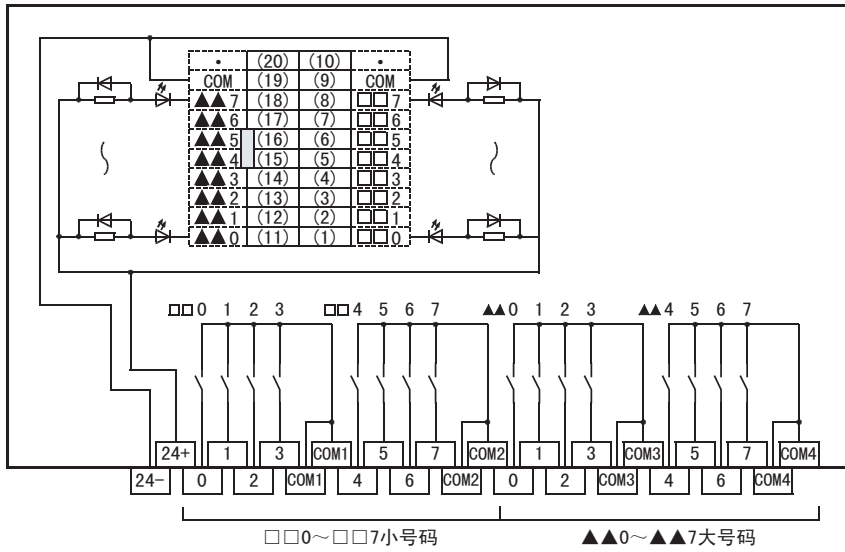 • (20) (10) •
COM (19) (9) COM
▲▲7 (18) (8) □□7
▲▲6 (17) (7) □□6
▲▲5 (16) (6) □□5
▲▲4 (15) (5) □□4
▲▲3 (14) (4) □□3
▲▲2 (13) (3) □□2
▲▲1 (12) (2) □□1
▲▲0 (11) (1) □□0
□□0 1 2 3 □□4 5 6 7 ▲▲0 1 2 3 ▲▲4 5 6 7
24+ 1 3 COM1 5 7 COM2 1 3 COM3 5 7 COM4
24− 0 2 COM1 4 6 COM2 0 2 COM3 4 6 COM4
□□0～□□7小号码 ▲▲0～▲▲7大号码